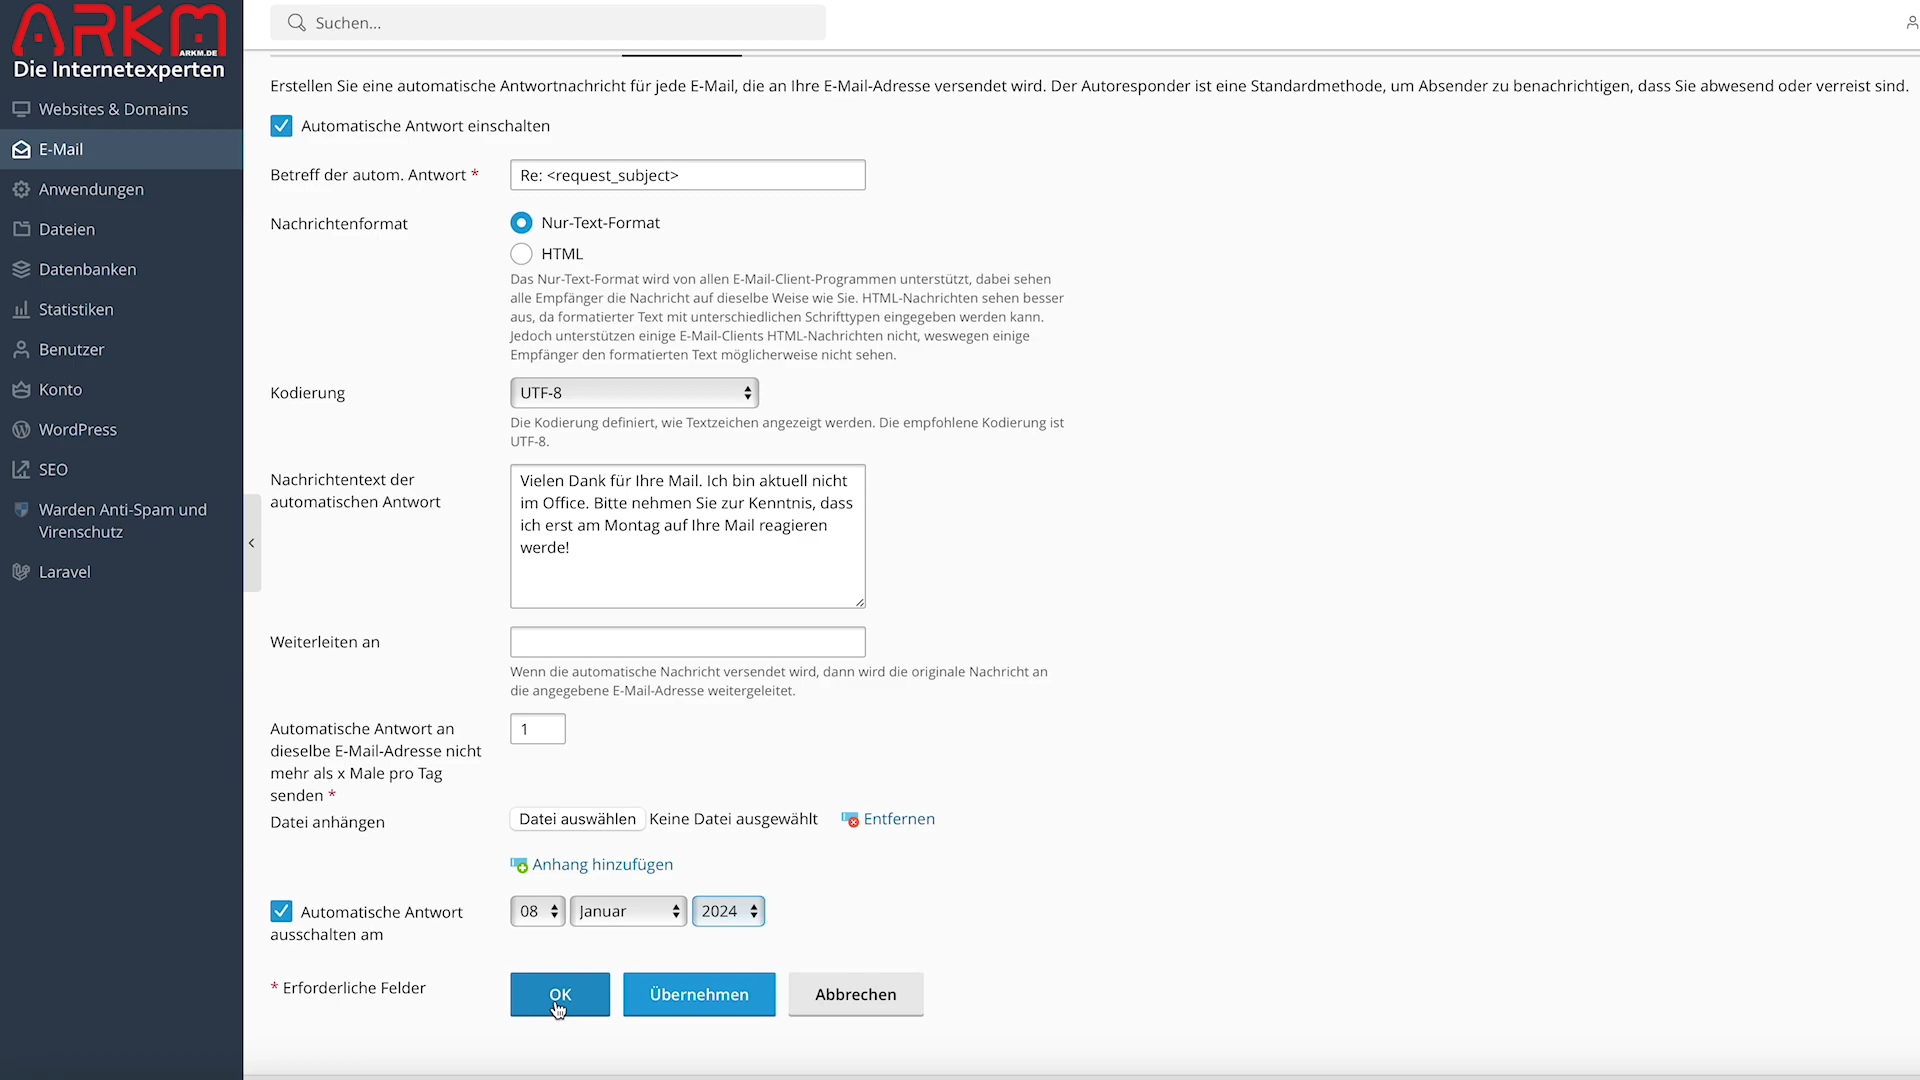 ARKM
ARKM.DE
Die Internetexperten
Suchen...
Websites & Domains
E-Mail
Anwendungen
Dateien
Datenbanken
Statistiken
Benutzer
Konto
WordPress
SEO
Warden Anti-Spam und
Virenschutz
Laravel
Erstellen Sie eine automatische Antwortnachricht für jede E-Mail, die an Ihre E-Mail-Adresse versendet wird. Der Autoresponder ist eine Standardmethode, um Absender zu benachrichtigen, dass Sie abwesend oder verreist sind.
Automatische Antwort einschalten
Betreff der autom. Antwort *
Re: <request_subject>
Nachrichtenformat
Nur-Text-Format
HTML
Das Nur-Text-Format wird von allen E-Mail-Client-Programmen unterstützt, dabei sehen
alle Empfänger die Nachricht auf dieselbe Weise wie Sie. HTML-Nachrichten sehen besser
aus, da formatierter Text mit unterschiedlichen Schrifttypen eingegeben werden kann.
Jedoch unterstützen einige E-Mail-Clients HTML-Nachrichten nicht, weswegen einige
Empfänger den formatierten Text möglicherweise nicht sehen.
Kodierung
UTF-8
Die Kodierung definiert, wie Textzeichen angezeigt werden. Die empfohlene Kodierung ist
UTF-8.
Nachrichtentext der
automatischen Antwort
Vielen Dank für Ihre Mail. Ich bin aktuell nicht
im Office. Bitte nehmen Sie zur Kenntnis, dass
ich erst am Montag auf Ihre Mail reagieren
werde!
Weiterleiten an
Wenn die automatische Nachricht versendet wird, dann wird die originale Nachricht an
die angegebene E-Mail-Adresse weitergeleitet.
Automatische Antwort an
dieselbe E-Mail-Adresse nicht
mehr als x Male pro Tag
senden *
1
Datei anhängen
Datei auswählen Keine Datei ausgewählt Entfernen
Anhang hinzufügen
Automatische Antwort
ausschalten am
08 Januar 2024
* Erforderliche Felder
OK Übernehmen Abbrechen